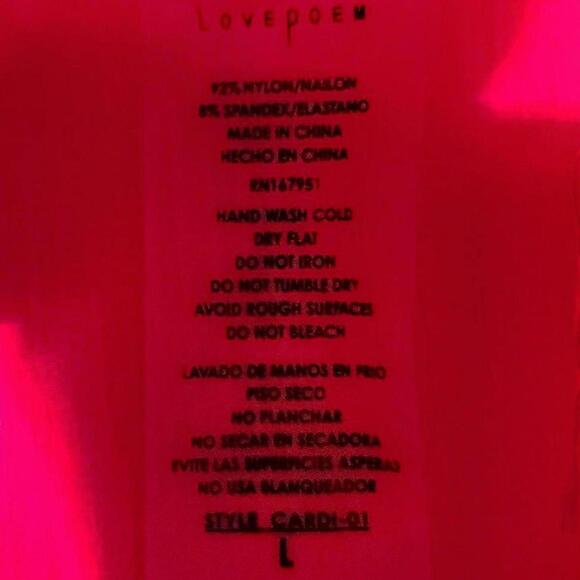 LOVEPOEM
92% NYLON/NAILON
8% SPANDEX/ELASTANO
MADE IN CHINA
HECHO EN CHINA
RN167951
HAND WASH COLD
DRY FLAT
DO NOT IRON
DO NOT TUMBLE DRY
AVOID ROUGH SURFACES
DO NOT BLEACH
LAVADO DE MANOS EN FRIO
PISO SECO
NO PLANCHAR
NO SECAR EN SECADORA
EVITE LAS SUPERFICIES ASPERAS
NO USA BLANQUEADOR
STYLE CARDI-01
L